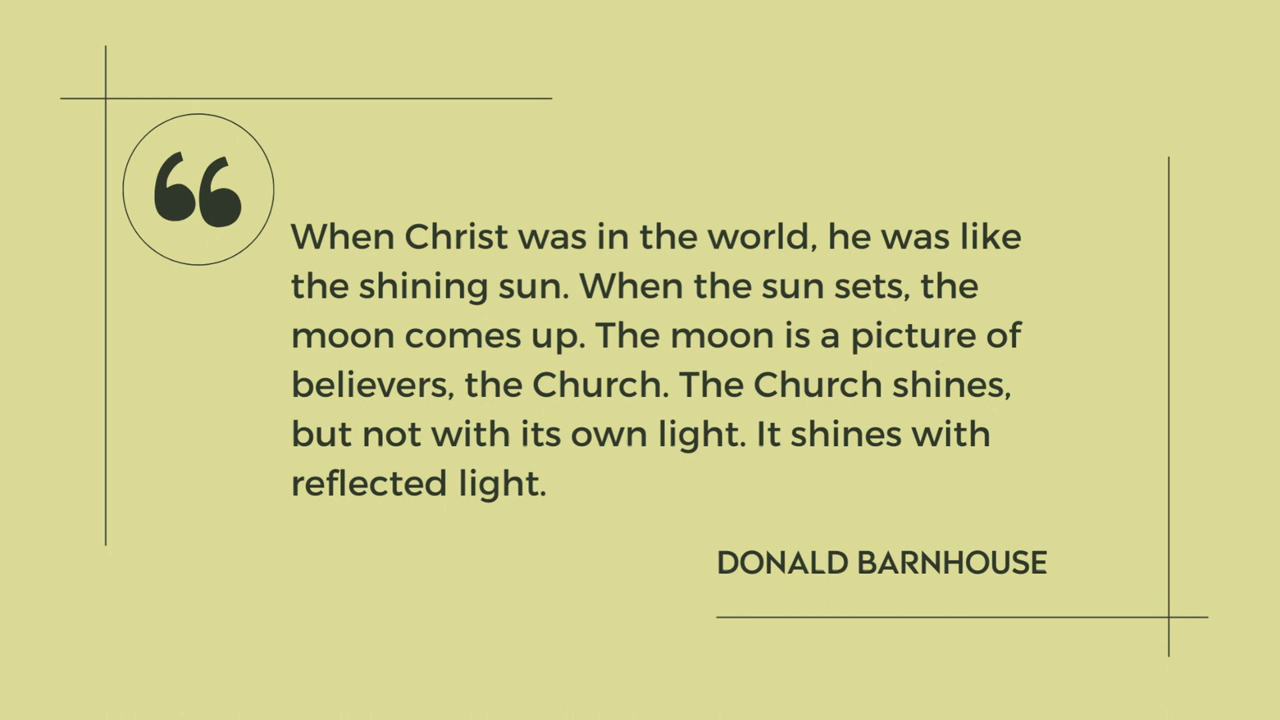 “
When Christ was in the world, he was like
the shining sun. When the sun sets, the
moon comes up. The moon is a picture of
believers, the Church. The Church shines,
but not with its own light. It shines with
reflected light.
DONALD BARNHOUSE